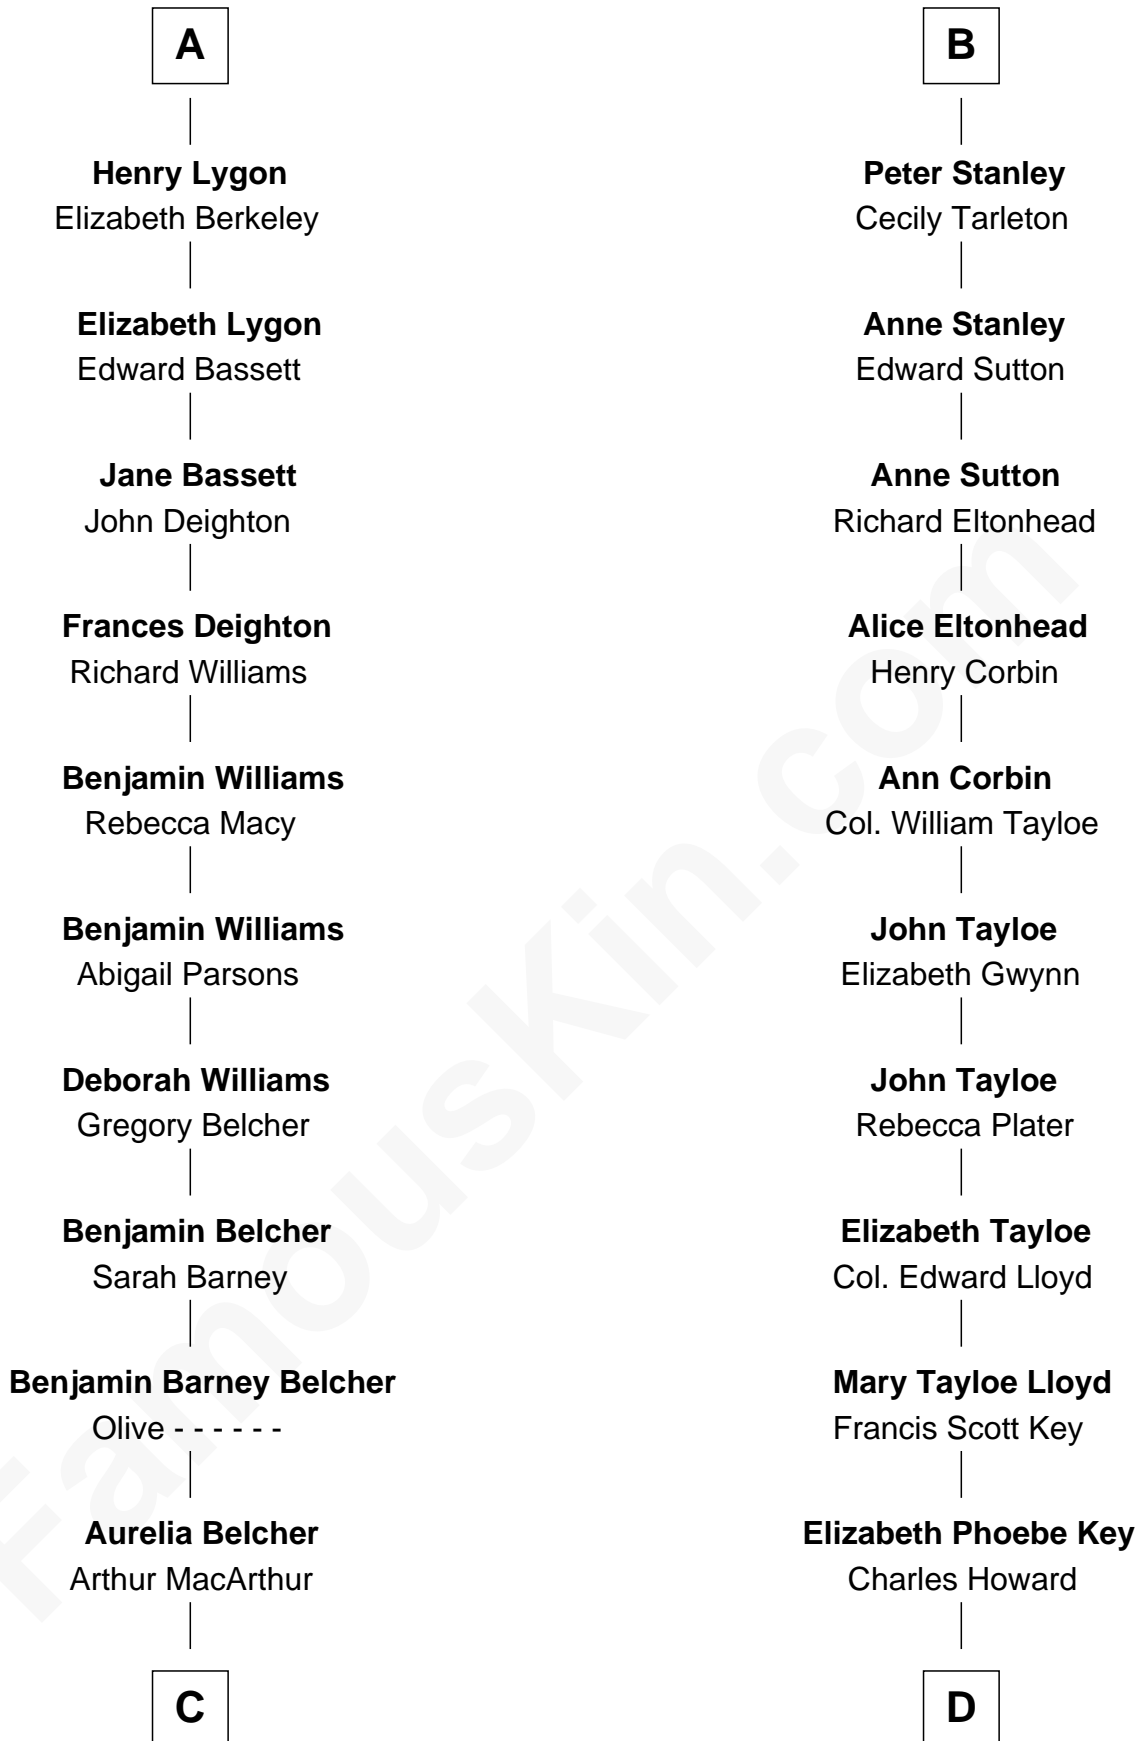 A
Henry Lygon
Elizabeth Berkeley
Elizabeth Lygon
Edward Bassett
Jane Bassett
John Deighton
Frances Deighton
Richard Williams
Benjamin Williams
Rebecca Macy
Benjamin Williams
Abigail Parsons
Deborah Williams
Gregory Belcher
Benjamin Belcher
Sarah Barney
Benjamin Barney Belcher
Olive - - - - - -
Aurelia Belcher
Arthur MacArthur
C
B
Peter Stanley
Cecily Tarleton
Anne Stanley
Edward Sutton
Anne Sutton
Richard Eltonhead
Alice Eltonhead
Henry Corbin
Ann Corbin
Col. William Tayloe
John Tayloe
Elizabeth Gwynn
John Tayloe
Rebecca Plater
Elizabeth Tayloe
Col. Edward Lloyd
Mary Tayloe Lloyd
Francis Scott Key
Elizabeth Phoebe Key
Charles Howard
D
FamousKin.com